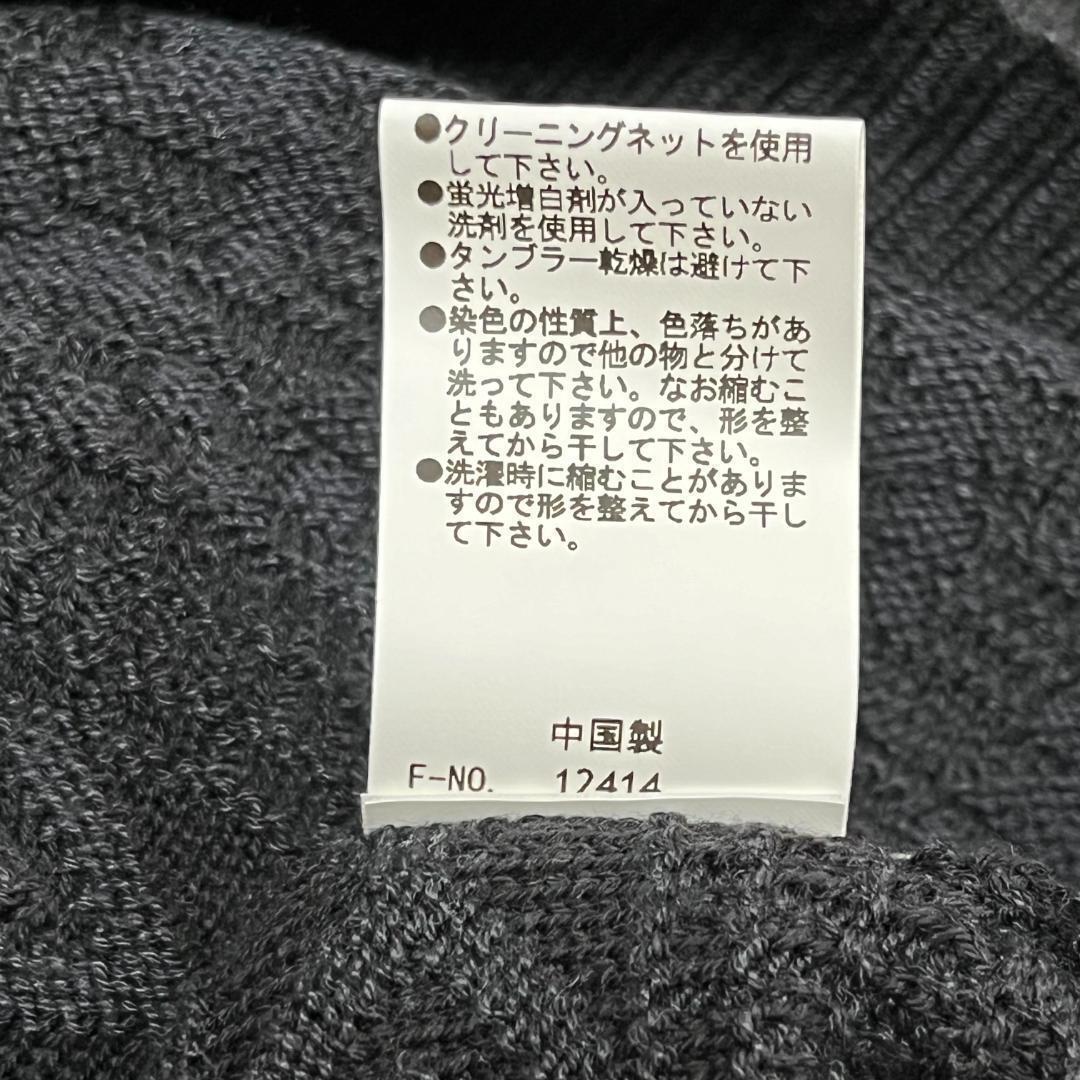 ●クリーニングネットを使用
して下さい。
●蛍光増白剤が入っていない
洗剤を使用して下さい。
●タンブラー乾燥は避けて下
さい。
●染色の性質上、色落ちがあ
りますので他の物と分けて
洗って下さい。なお縮むこ
ともありますので、形を整
えてから干して下さい。
●洗濯時に縮むことがありま
すので形を整えてから干し
て下さい。
中国製
F-NO. 12414